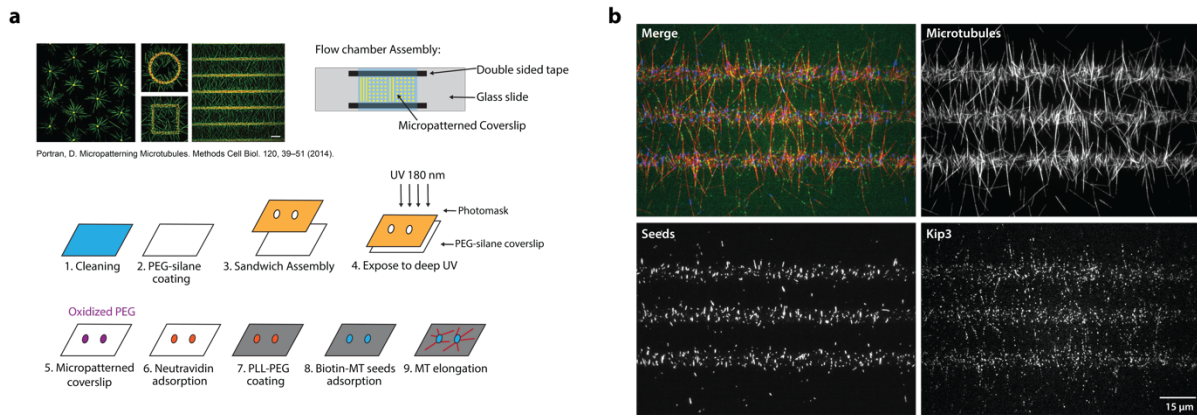 a
Flow chamber Assembly:
Double sided tape
Glass slide
Micropatterned Coverslip
Portran, D. Micropatterning Microtubules. Methods Cell Biol. 120, 39–51 (2014).
UV 180 nm
Photomask
PEG-silane coverslip
1. Cleaning
2. PEG-silane
coating
3. Sandwich Assembly
4. Expose to deep UV
Oxidized PEG
5. Micropatterned
coverslip
6. Neutravidin
adsorption
7. PLL-PEG
coating
8. Biotin-MT seeds
adsorption
9. MT elongation
b
Merge
Microtubules
Seeds
Kip3
15 µm